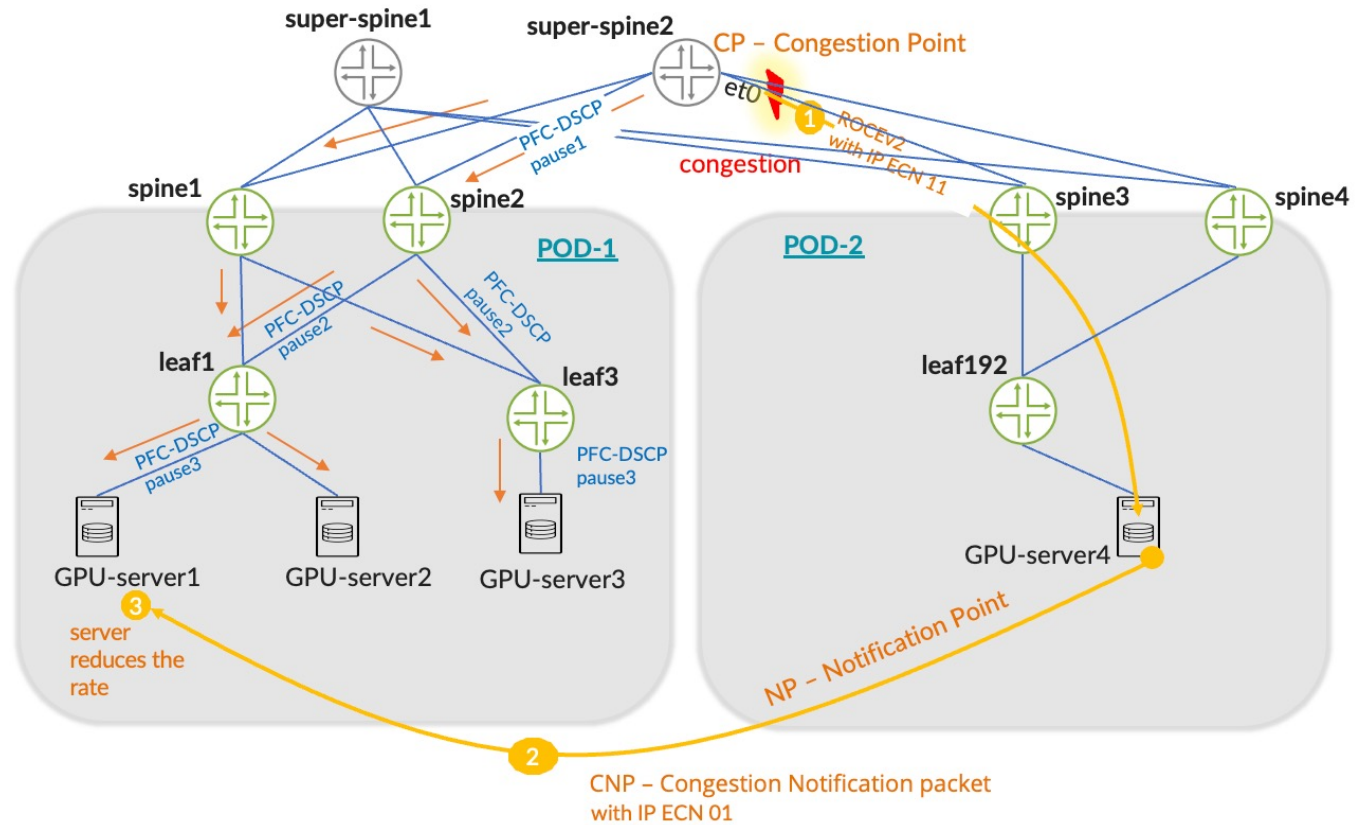 super-spine1
super-spine2
CP – Congestion Point
et0
1
ROCEv2
with IP ECN 11
PFC-DSCP
pause1
congestion
spine1
spine2
spine3
spine4
POD-1
POD-2
PFC-DSCP
pause2
PFC-DSCP
pause2
leaf1
leaf3
leaf192
PFC-DSCP
pause3
PFC-DSCP
pause3
GPU-server1
GPU-server2
GPU-server3
GPU-server4
3
server
reduces the
rate
NP – Notification Point
2
CNP – Congestion Notification packet
with IP ECN 01